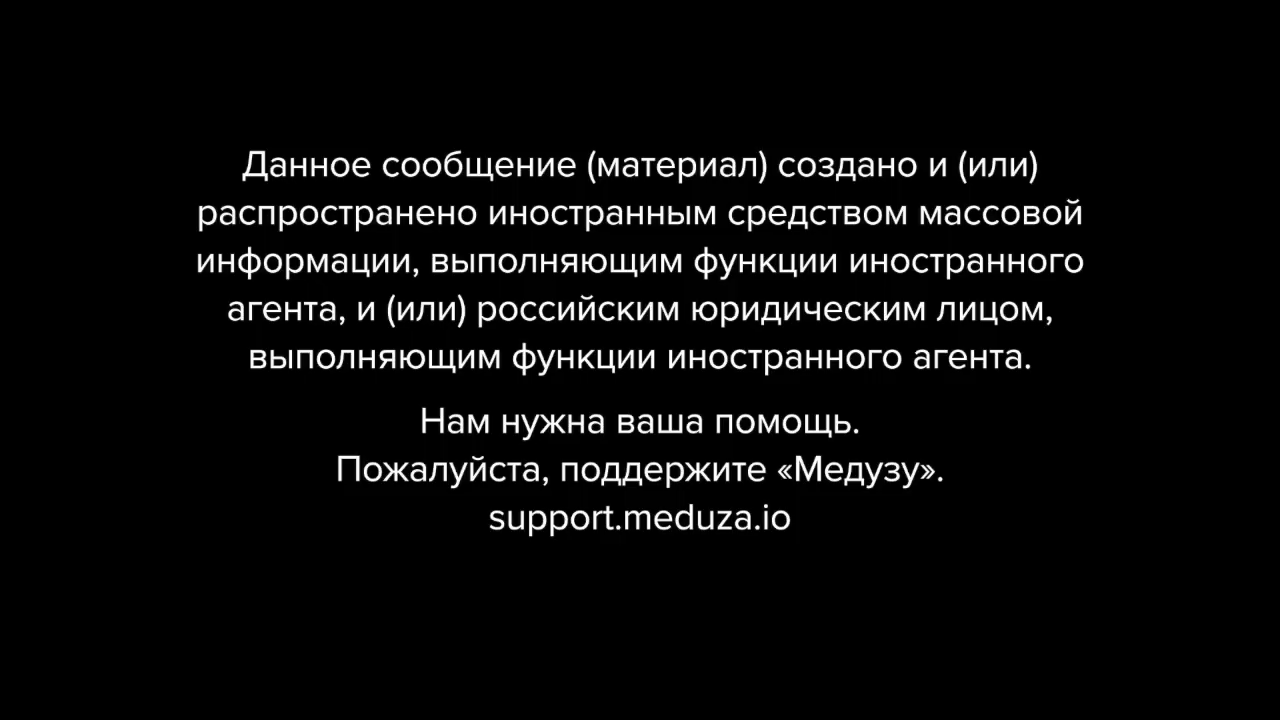 Данное сообщение (материал) создано и (или)
распространено иностранным средством массовой
информации, выполняющим функции иностранного
агента, и (или) российским юридическим лицом,
выполняющим функции иностранного агента.
Нам нужна ваша помощь.
Пожалуйста, поддержите «Медузу».
support.meduza.io